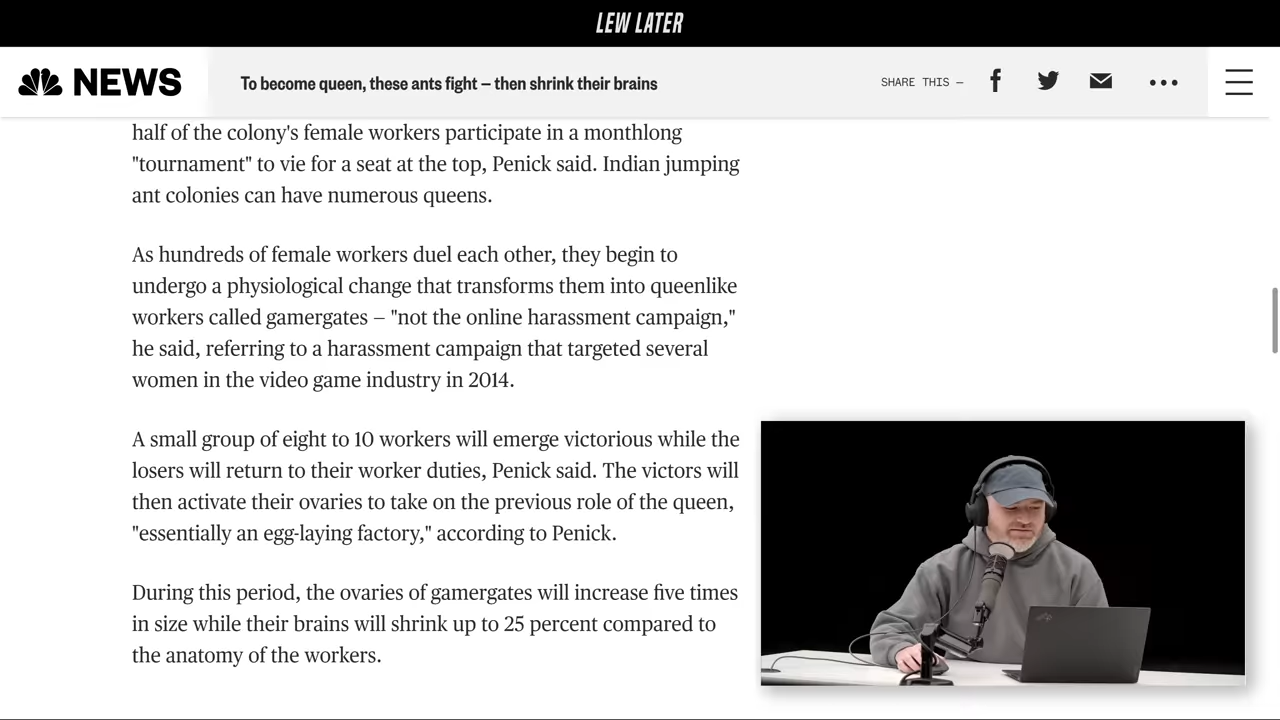 LEW LATER
NEWS
To become queen, these ants fight – then shrink their brains
SHARE THIS –
half of the colony's female workers participate in a monthlong
"tournament" to vie for a seat at the top, Penick said. Indian jumping
ant colonies can have numerous queens.
As hundreds of female workers duel each other, they begin to
undergo a physiological change that transforms them into queenlike
workers called gamergates – "not the online harassment campaign,"
he said, referring to a harassment campaign that targeted several
women in the video game industry in 2014.
A small group of eight to 10 workers will emerge victorious while the
losers will return to their worker duties, Penick said. The victors will
then activate their ovaries to take on the previous role of the queen,
"essentially an egg-laying factory," according to Penick.
During this period, the ovaries of gamergates will increase five times
in size while their brains will shrink up to 25 percent compared to
the anatomy of the workers.